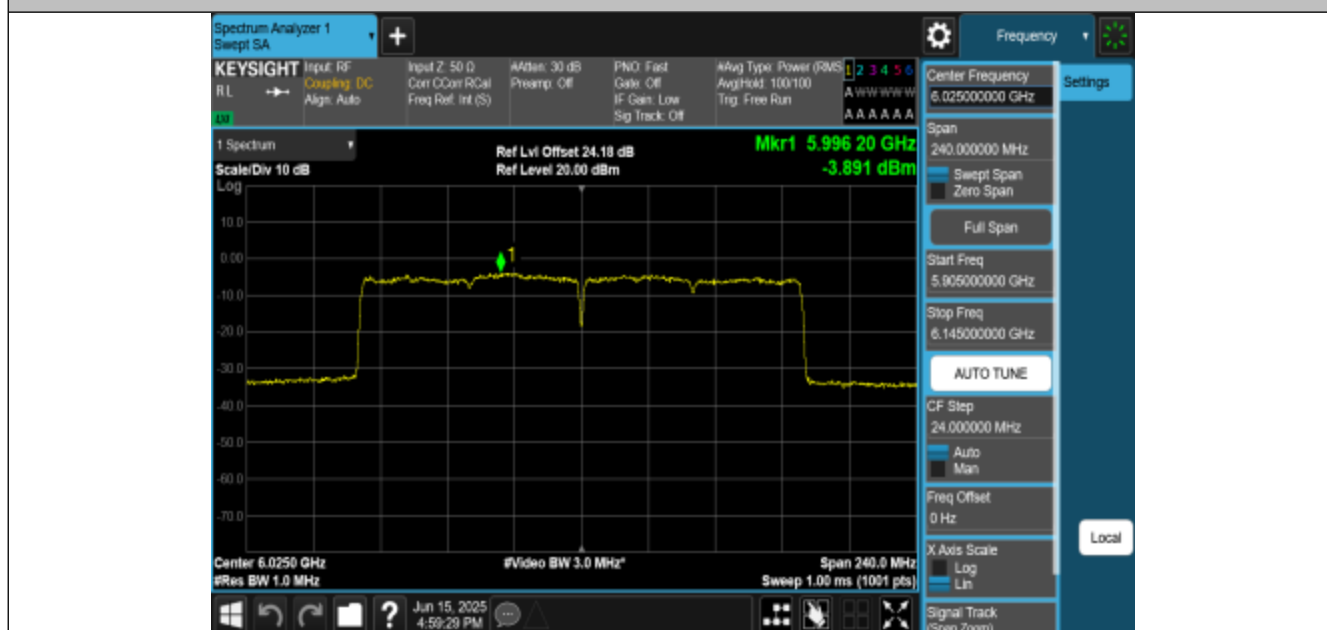 Spectrum Analyzer 1
Swept SA
+
Frequency
KEYSIGHT
RL
Input: RF
Coupling: DC
Align: Auto
Input Z: 50 Ω
Corr CCorr RCal
Freq Ref: Int (S)
#Atten: 30 dB
Preamp: Off
PNO: Fast
Gate: Off
IF Gain: Low
Sig Track: Off
#Avg Type: Power (RMS
Avg|Hold: 100/100
Trig: Free Run
1 2 3 4 5 6
A W W W W W
A A A A A A
1 Spectrum
Scale/Div 10 dB
Log
Ref Lvl Offset 24.18 dB
Ref Level 20.00 dBm
Mkr1 5.996 20 GHz
-3.891 dBm
10.0
0.00
-10.0
-20.0
-30.0
-40.0
-50.0
-60.0
-70.0
1
Center 6.0250 GHz
#Res BW 1.0 MHz
#Video BW 3.0 MHz*
Span 240.0 MHz
Sweep 1.00 ms (1001 pts)
Center Frequency
6.025000000 GHz
Settings
Span
240.000000 MHz
Swept Span
Zero Span
Full Span
Start Freq
5.905000000 GHz
Stop Freq
6.145000000 GHz
AUTO TUNE
CF Step
24.000000 MHz
Auto
Man
Freq Offset
0 Hz
X Axis Scale
Log
Lin
Local
Signal Track
(Span Zoom)
?
Jun 15, 2025
4:59:29 PM